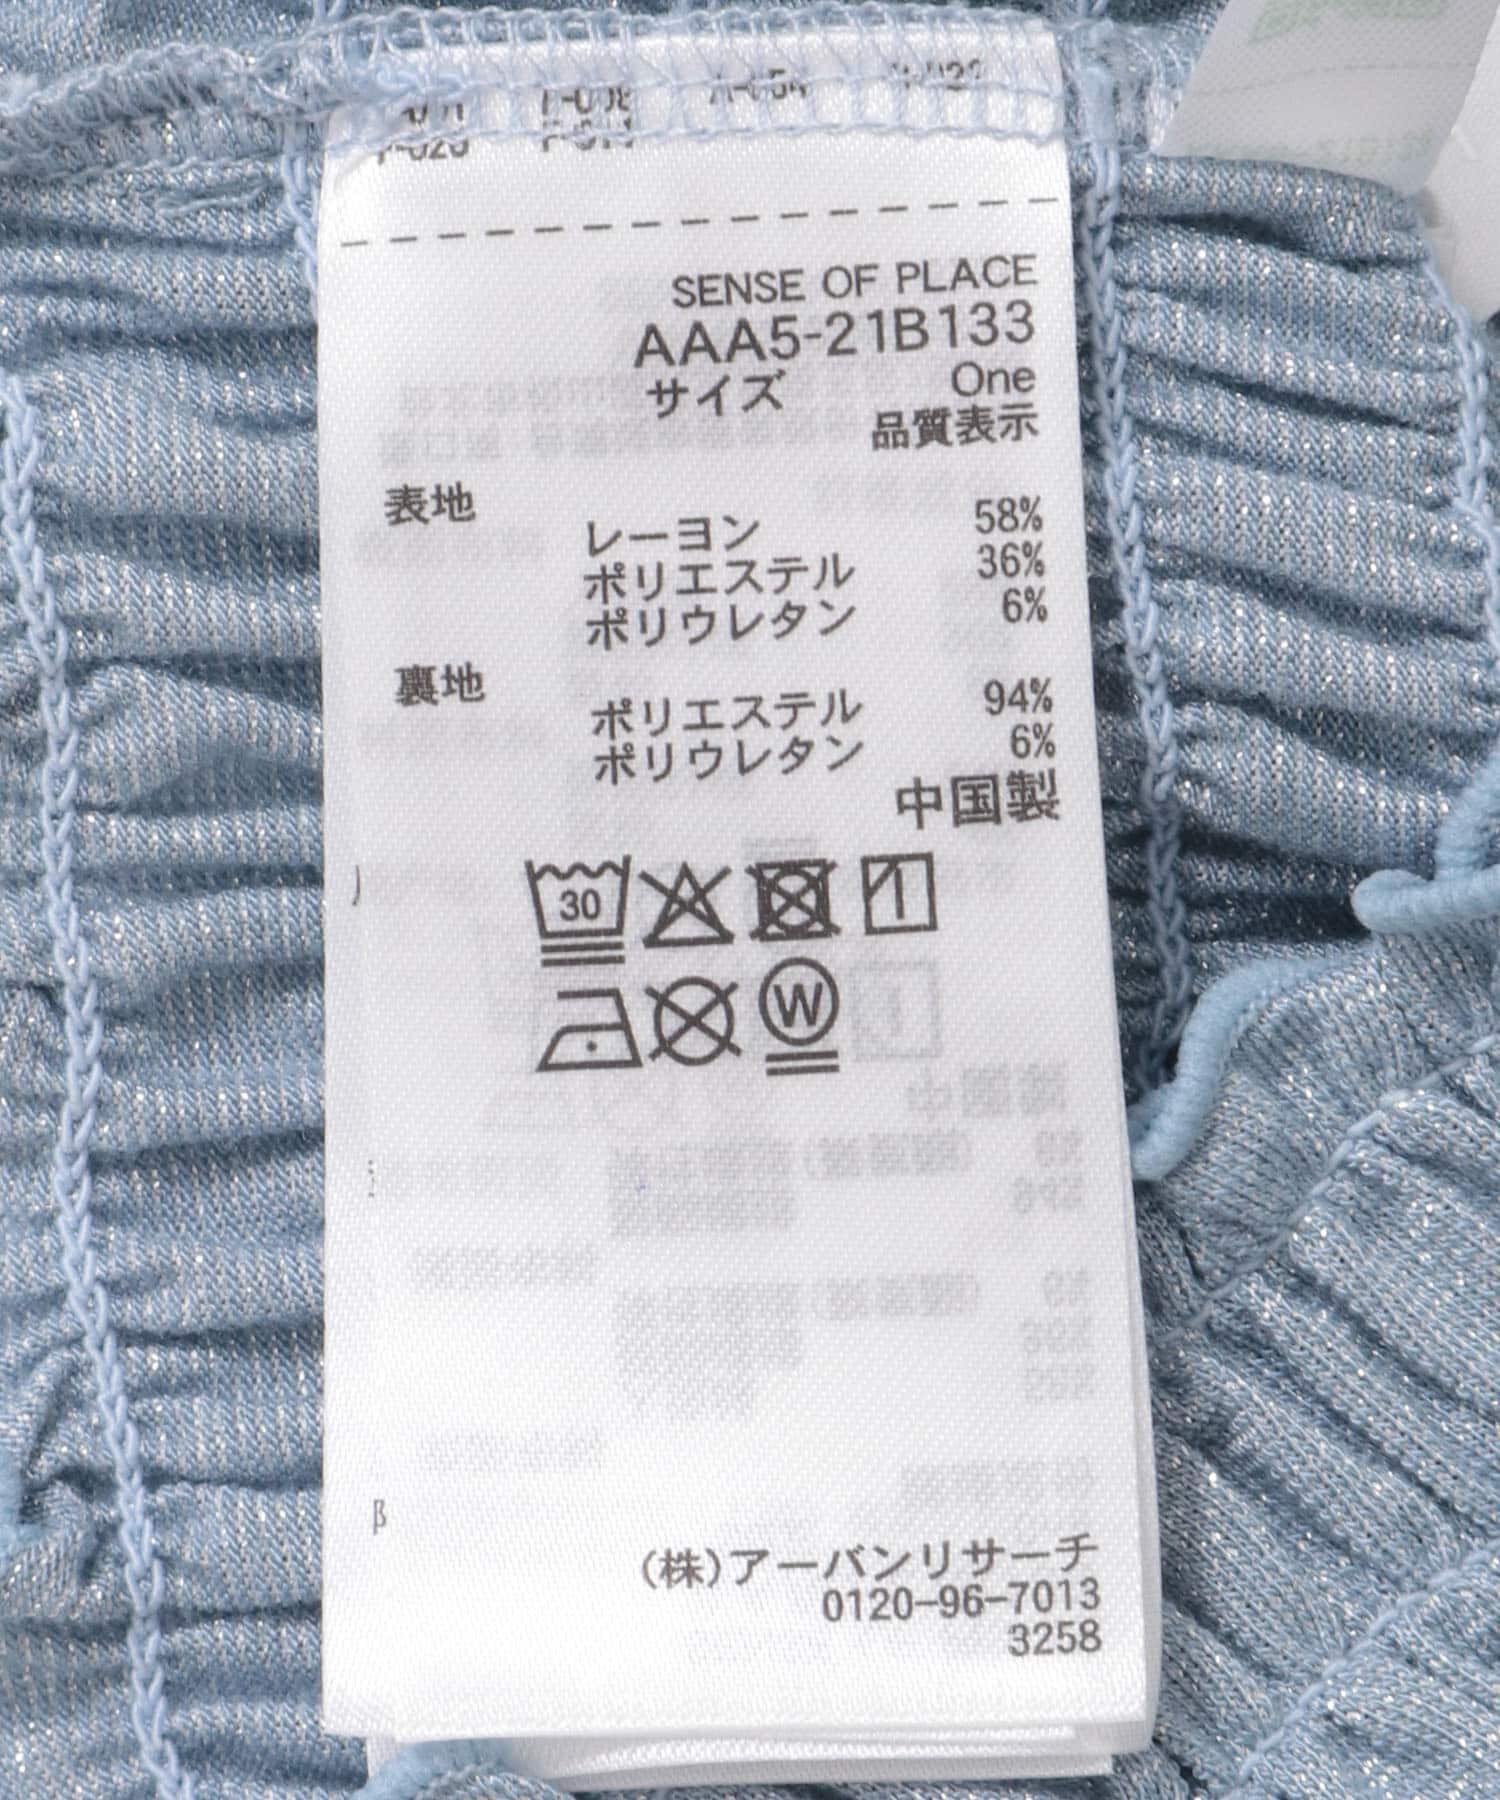 SENSE OF PLACE
AAA5-21B133
サイズ One
品質表示
表地
レーヨン 58%
ポリエステル 36%
ポリウレタン 6%
裏地
ポリエステル 94%
ポリウレタン 6%
中国製
30
W
(株)アーバンリサーチ
0120-96-7013
3258